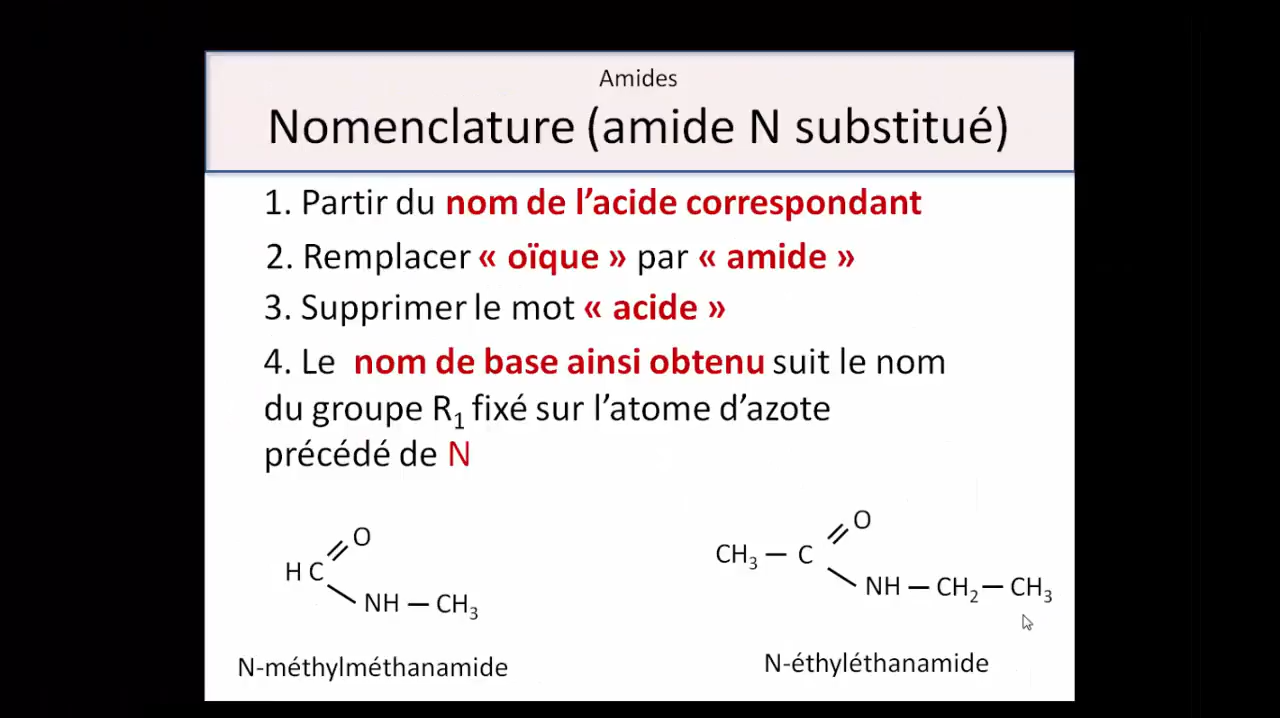 Amides
Nomenclature (amide N substitué)
1. Partir du nom de l'acide correspondant
2. Remplacer « oïque » par « amide »
3. Supprimer le mot « acide »
4. Le nom de base ainsi obtenu suit le nom
du groupe R₁ fixé sur l'atome d'azote
précédé de N
O
H C
NH — CH₃
N-méthylméthanamide
O
CH₃ — C
NH — CH₂ — CH₃
N-éthyléthanamide